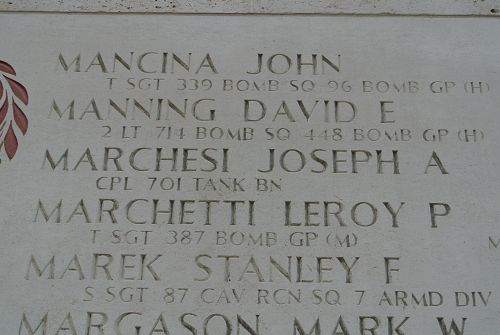 MANCINA JOHN
T SGT 339 BOMB SQ 96 BOMB GP (H)
MANNING DAVID E
2 LT 714 BOMB SQ 448 BOMB GP (H)
MARCHESI JOSEPH A
CPL 701 TANK BN
MARCHETTI LEROY P
T SGT 387 BOMB GP (M)
MAREK STANLEY F
S SGT 87 CAV RCN SQ 7 ARMD DIV
MARGASON MARK W